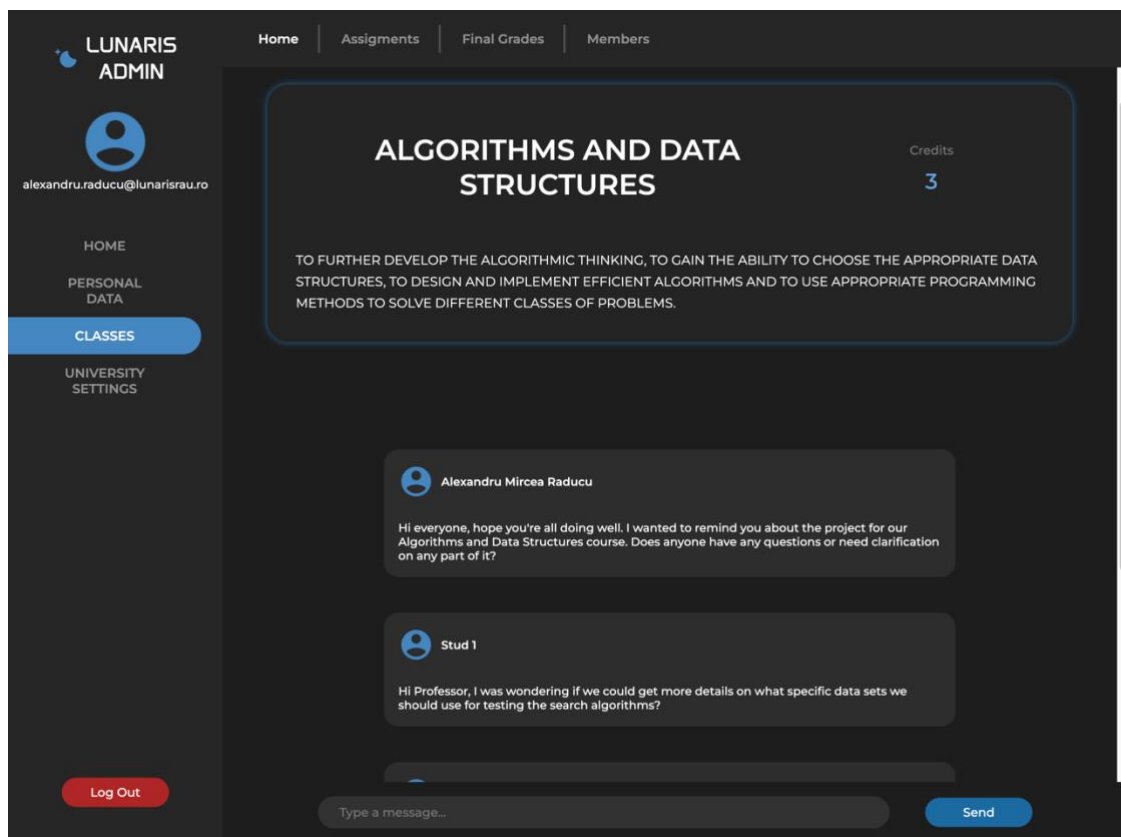 LUNARIS
ADMIN
alexandru.raducu@lunarisrau.ro
HOME
PERSONAL
DATA
CLASSES
UNIVERSITY
SETTINGS
Log Out
Home
Assigments
Final Grades
Members
ALGORITHMS AND DATA
STRUCTURES
Credits
3
TO FURTHER DEVELOP THE ALGORITHMIC THINKING, TO GAIN THE ABILITY TO CHOOSE THE APPROPRIATE DATA
STRUCTURES, TO DESIGN AND IMPLEMENT EFFICIENT ALGORITHMS AND TO USE APPROPRIATE PROGRAMMING
METHODS TO SOLVE DIFFERENT CLASSES OF PROBLEMS.
Alexandru Mircea Raducu
Hi everyone, hope you're all doing well. I wanted to remind you about the project for our
Algorithms and Data Structures course. Does anyone have any questions or need clarification
on any part of it?
Stud 1
Hi Professor, I was wondering if we could get more details on what specific data sets we
should use for testing the search algorithms?
Type a message...
Send